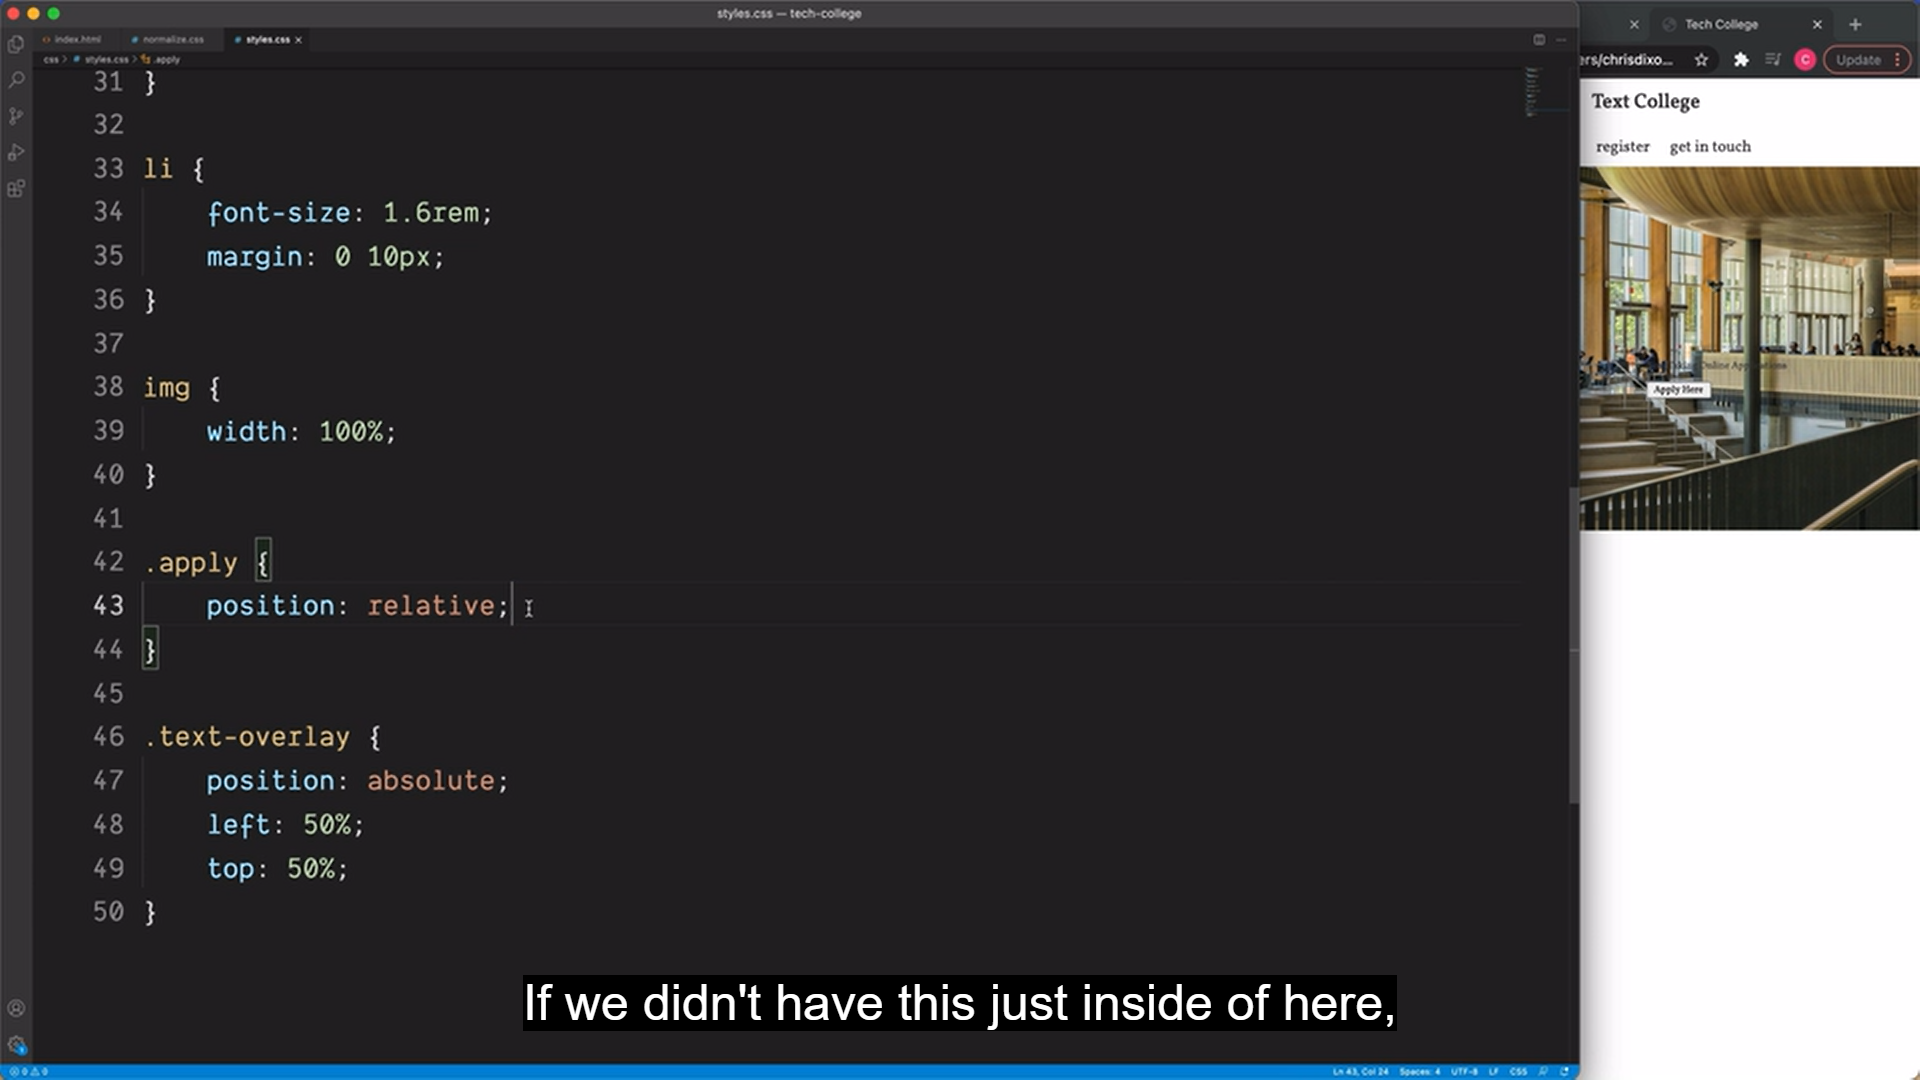 styles.css — tech-college
index.html
normalize.css
styles.css
css > # styles.css > .apply
31 }
32
33 li {
34 font-size: 1.6rem;
35 margin: 0 10px;
36 }
37
38 img {
39 width: 100%;
40 }
41
42 .apply {
43 position: relative;
44 }
45
46 .text-overlay {
47 position: absolute;
48 left: 50%;
49 top: 50%;
50 }
If we didn't have this just inside of here,
Ln 43, Col 24 Spaces: 4 UTF-8 LF CSS
Tech College
ers/chrisdixo...
C
Update
Text College
register get in touch
Online Applications
Apply Here